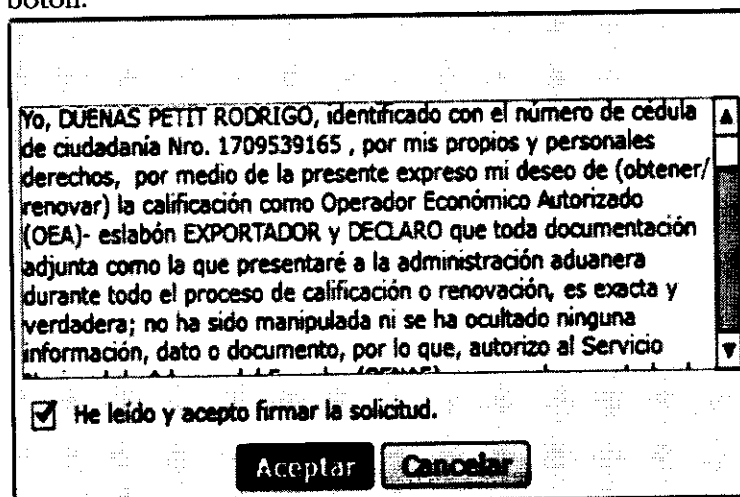 botón.
Yo, DUENAS PETIT RODRIGO, identificado con el número de cédula
de ciudadanía Nro. 1709539165 , por mis propios y personales
derechos, por medio de la presente expreso mi deseo de (obtener/
renovar) la calificación como Operador Económico Autorizado
(OEA)- eslabón EXPORTADOR y DECLARO que toda documentación
adjunta como la que presentaré a la administración aduanera
durante todo el proceso de calificación o renovación, es exacta y
verdadera; no ha sido manipulada ni se ha ocultado ninguna
información, dato o documento, por lo que, autorizo al Servicio
He leído y acepto firmar la solicitud.
Aceptar Cancelar